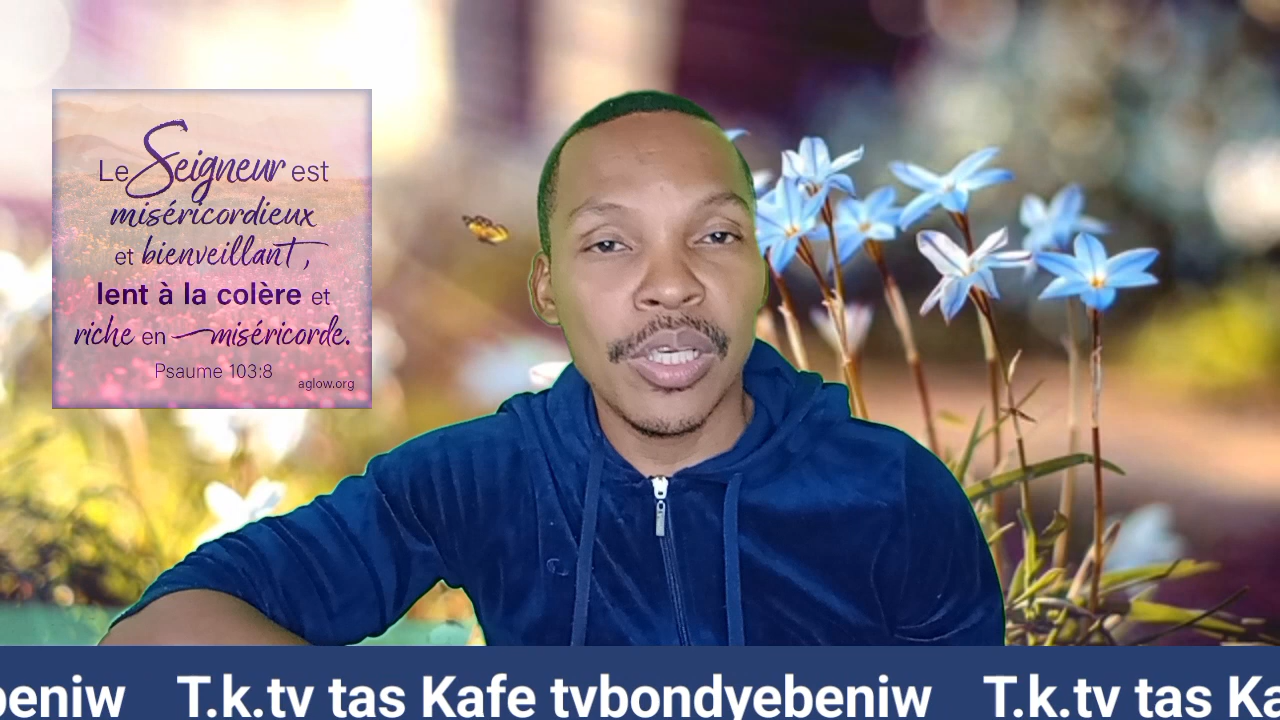 Le Seigneur est
miséricordieux
et bienveillant,
lent à la colère et
riche en miséricorde.
Psaume 103:8
aglow.org
beniw T.k.tv tas Kafe tvbondyebeniw T.k.tv tas Ka